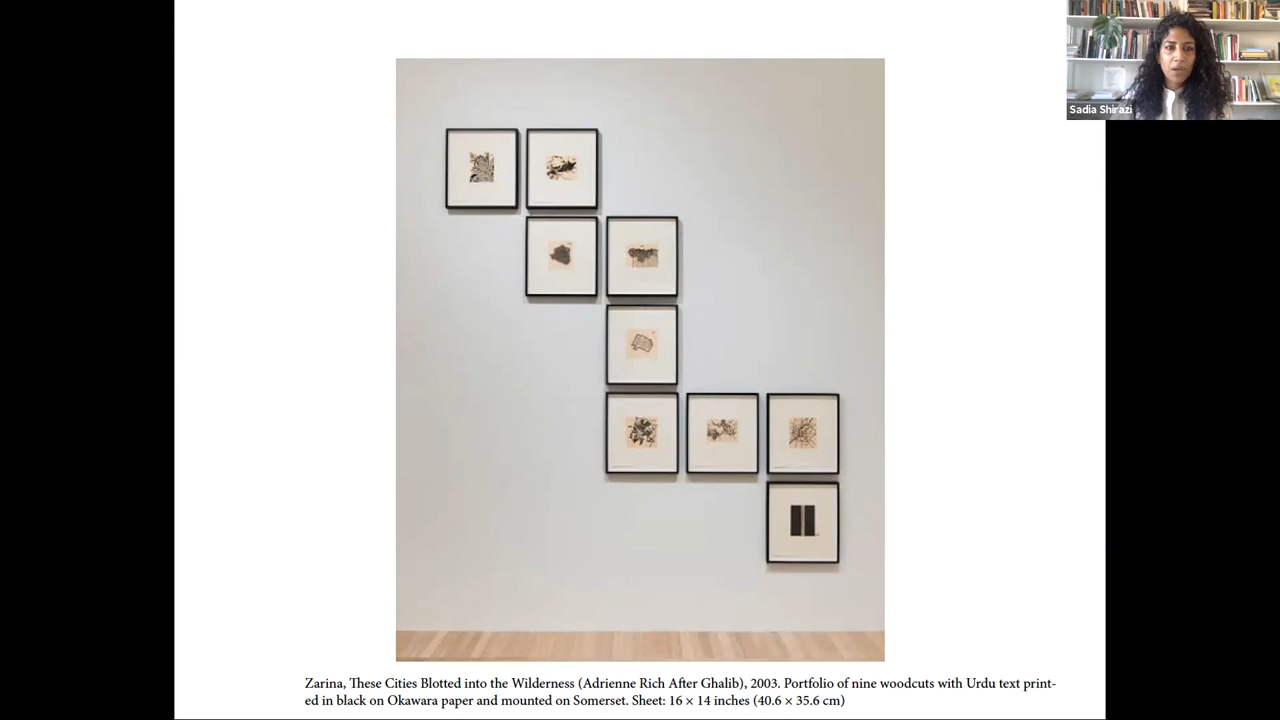 Sadia Shirazi
Zarina, These Cities Blotted into the Wilderness (Adrienne Rich After Ghalib), 2003. Portfolio of nine woodcuts with Urdu text print-
ed in black on Okawara paper and mounted on Somerset. Sheet: 16 × 14 inches (40.6 × 35.6 cm)